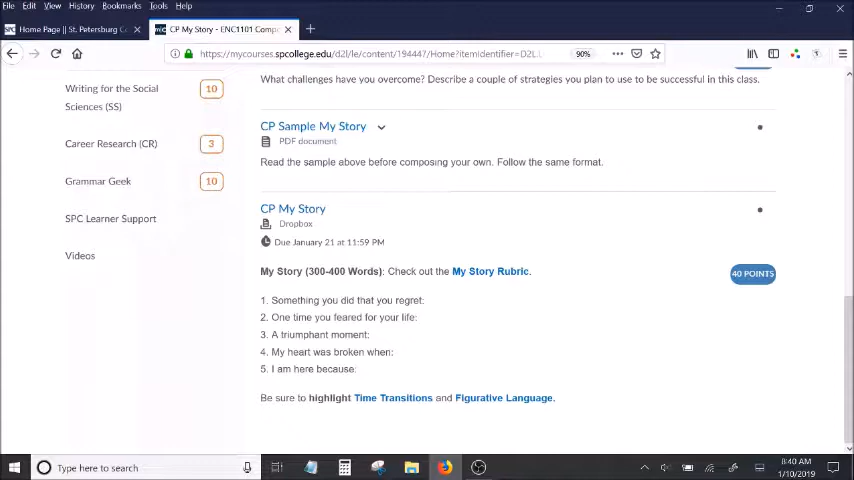 File Edit View History Bookmarks Tools Help
Home Page || St. Petersburg Co
CP My Story - ENC1101 Compo
https://mycourses.spcollege.edu/d2l/le/content/194447/Home?itemIdentifier=D2L.L
90%
What challenges have you overcome? Describe a couple of strategies you plan to use to be successful in this class.
Writing for the Social
Sciences (SS)
10
Career Research (CR)
3
Grammar Geek
10
SPC Learner Support
Videos
CP Sample My Story
PDF document
Read the sample above before composing your own. Follow the same format.
CP My Story
Dropbox
Due January 21 at 11:59 PM
My Story (300-400 Words): Check out the My Story Rubric.
40 POINTS
1. Something you did that you regret:
2. One time you feared for your life:
3. A triumphant moment:
4. My heart was broken when:
5. I am here because:
Be sure to highlight Time Transitions and Figurative Language.
Type here to search
8:40 AM
1/10/2019